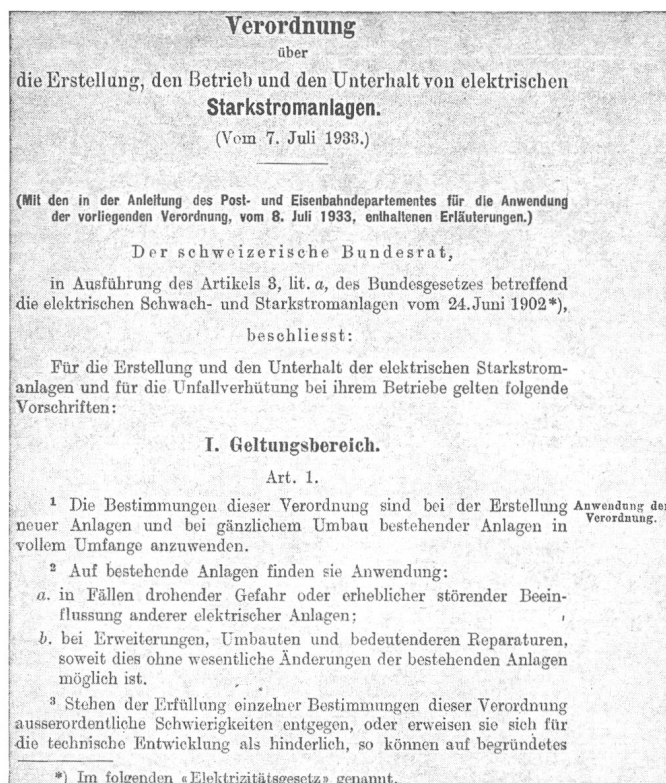 Verordnung
über
die Erstellung, den Betrieb und den Unterhalt von elektrischen
Starkstromanlagen.
(Vom 7. Juli 1933.)
(Mit den in der Anleitung des Post- und Eisenbahndepartementes für die Anwendung
der vorliegenden Verordnung, vom 8. Juli 1933, enthaltenen Erläuterungen.)
Der schweizerische Bundesrat,
in Ausführung des Artikels 3, lit. a, des Bundesgesetzes betreffend
die elektrischen Schwach- und Starkstromanlagen vom 24. Juni 1902*),
beschliesst:
Für die Erstellung und den Unterhalt der elektrischen Starkstrom-
anlagen und für die Unfallverhütung bei ihrem Betriebe gelten folgende
Vorschriften:
I. Geltungsbereich.
Art. 1.
1 Die Bestimmungen dieser Verordnung sind bei der Erstellung
neuer Anlagen und bei gänzlichem Umbau bestehender Anlagen in
vollem Umfange anzuwenden.
Anwendung der
Verordnung.
2 Auf bestehende Anlagen finden sie Anwendung:
a. in Fällen drohender Gefahr oder erheblicher störender Beein-
flussung anderer elektrischer Anlagen;
b. bei Erweiterungen, Umbauten und bedeutenderen Reparaturen,
soweit dies ohne wesentliche Änderungen der bestehenden Anlagen
möglich ist.
3 Stehen der Erfüllung einzelner Bestimmungen dieser Verordnung
ausserordentliche Schwierigkeiten entgegen, oder erweisen sie sich für
die technische Entwicklung als hinderlich, so können auf begründetes
*) Im folgenden «Elektrizitätsgesetz» genannt.